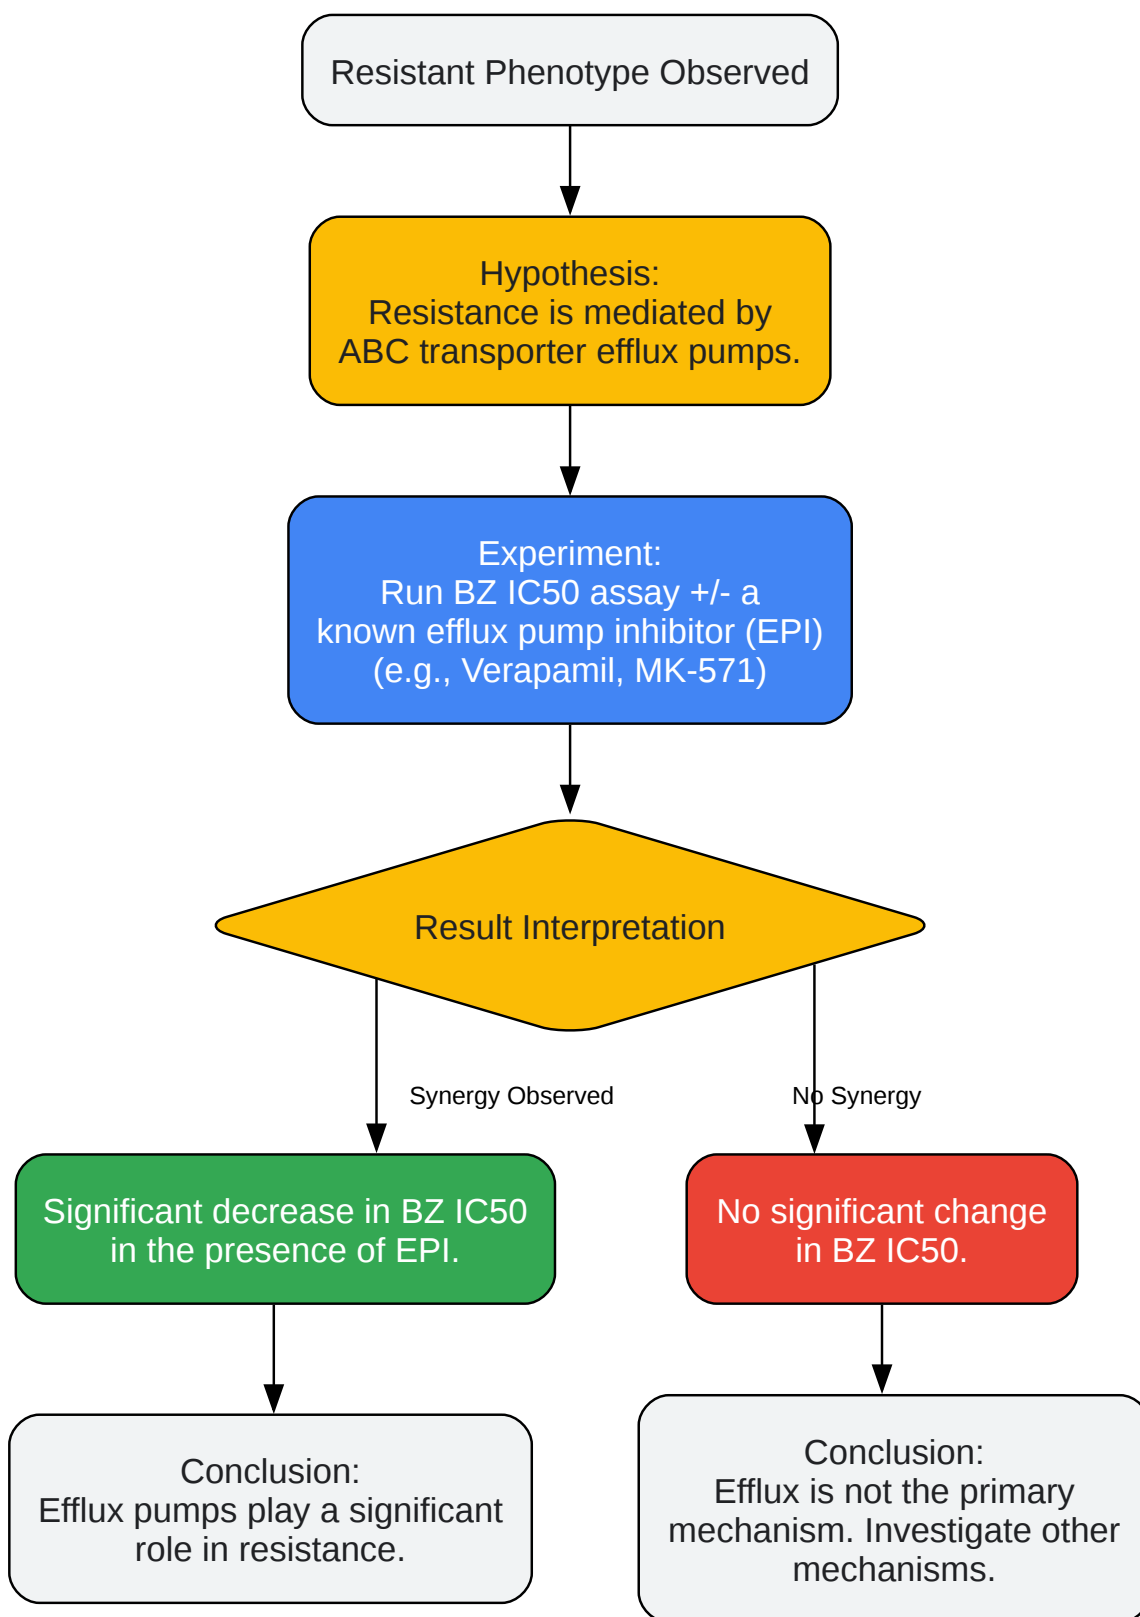 Resistant Phenotype Observed
Hypothesis:
Resistance is mediated by
ABC transporter efflux pumps.
Experiment:
Run BZ IC50 assay +/- a
known efflux pump inhibitor (EPI)
(e.g., Verapamil, MK-571)
Result Interpretation
Synergy Observed
No Synergy
Significant decrease in BZ IC50
in the presence of EPI.
No significant change
in BZ IC50.
Conclusion:
Efflux pumps play a significant
role in resistance.
Conclusion:
Efflux is not the primary
mechanism. Investigate other
mechanisms.